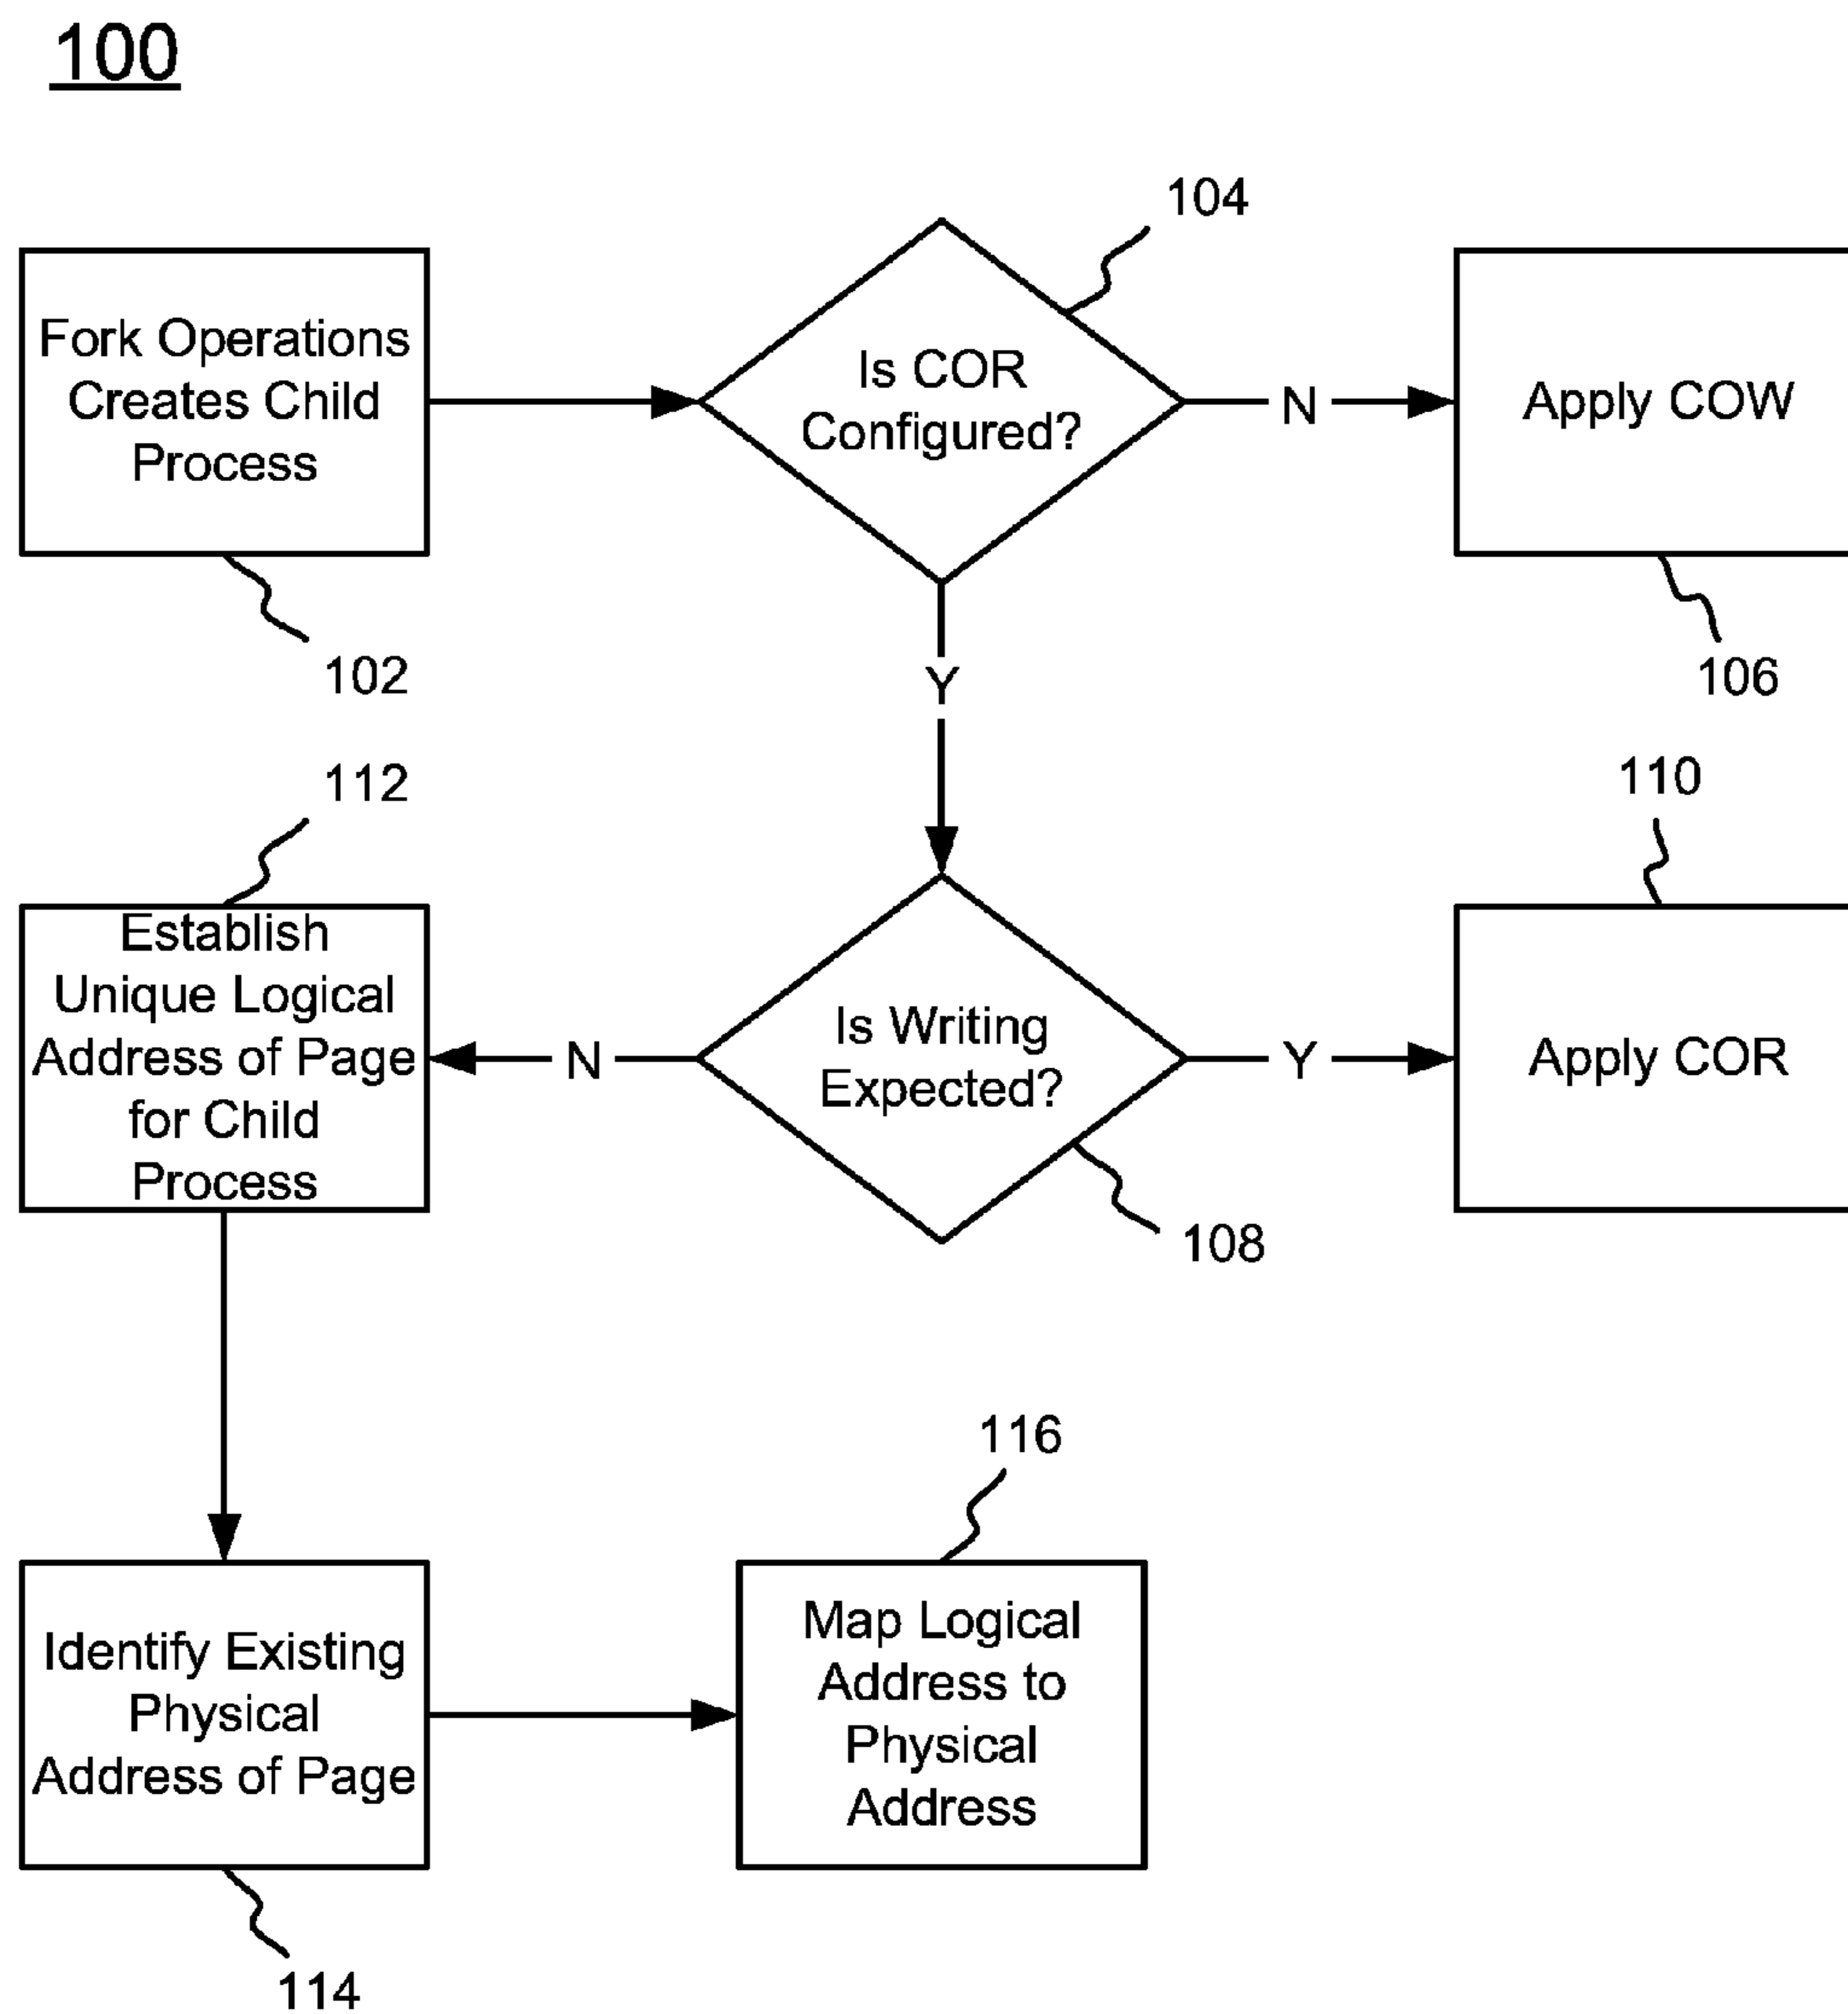 100
104
Fork Operations
Creates Child
Process
Is COR
Configured?
N
Apply COW
102
Y
106
112
110
Establish
Unique Logical
Address of Page
for Child
Process
N
Is Writing
Expected?
Y
Apply COR
108
116
Identify Existing
Physical
Address of Page
Map Logical
Address to
Physical
Address
114